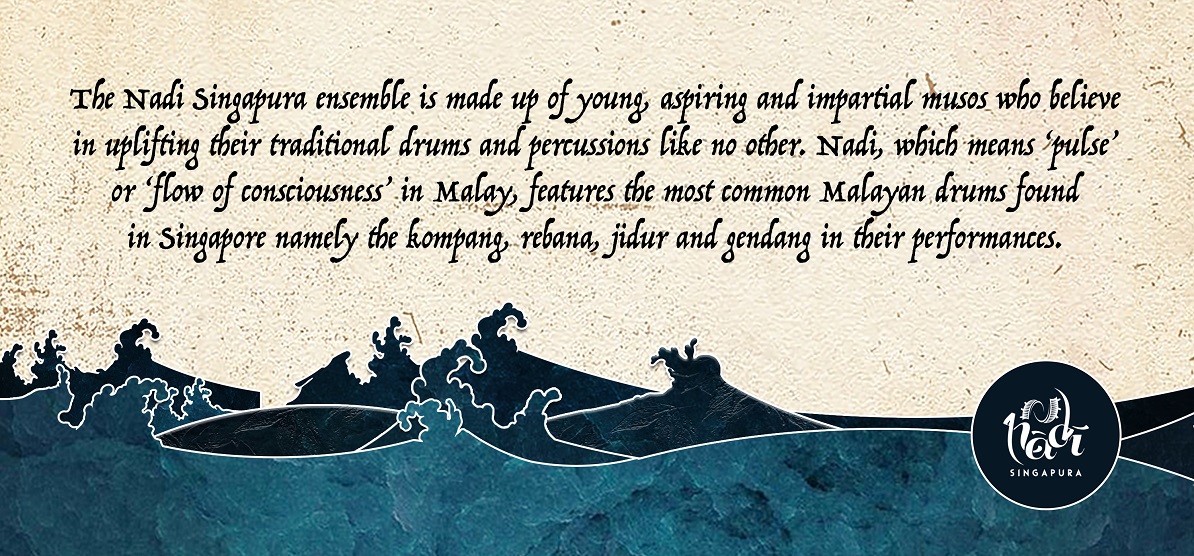 The Nadi Singapura ensemble is made up of young, aspiring and impartial musos who believe
in uplifting their traditional drums and percussions like no other. Nadi, which means ‘pulse’
or ‘flow of consciousness’ in Malay, features the most common Malayan drums found
in Singapore namely the kompang, rebana, jidur and gendang in their performances.
Nadi
SINGAPURA